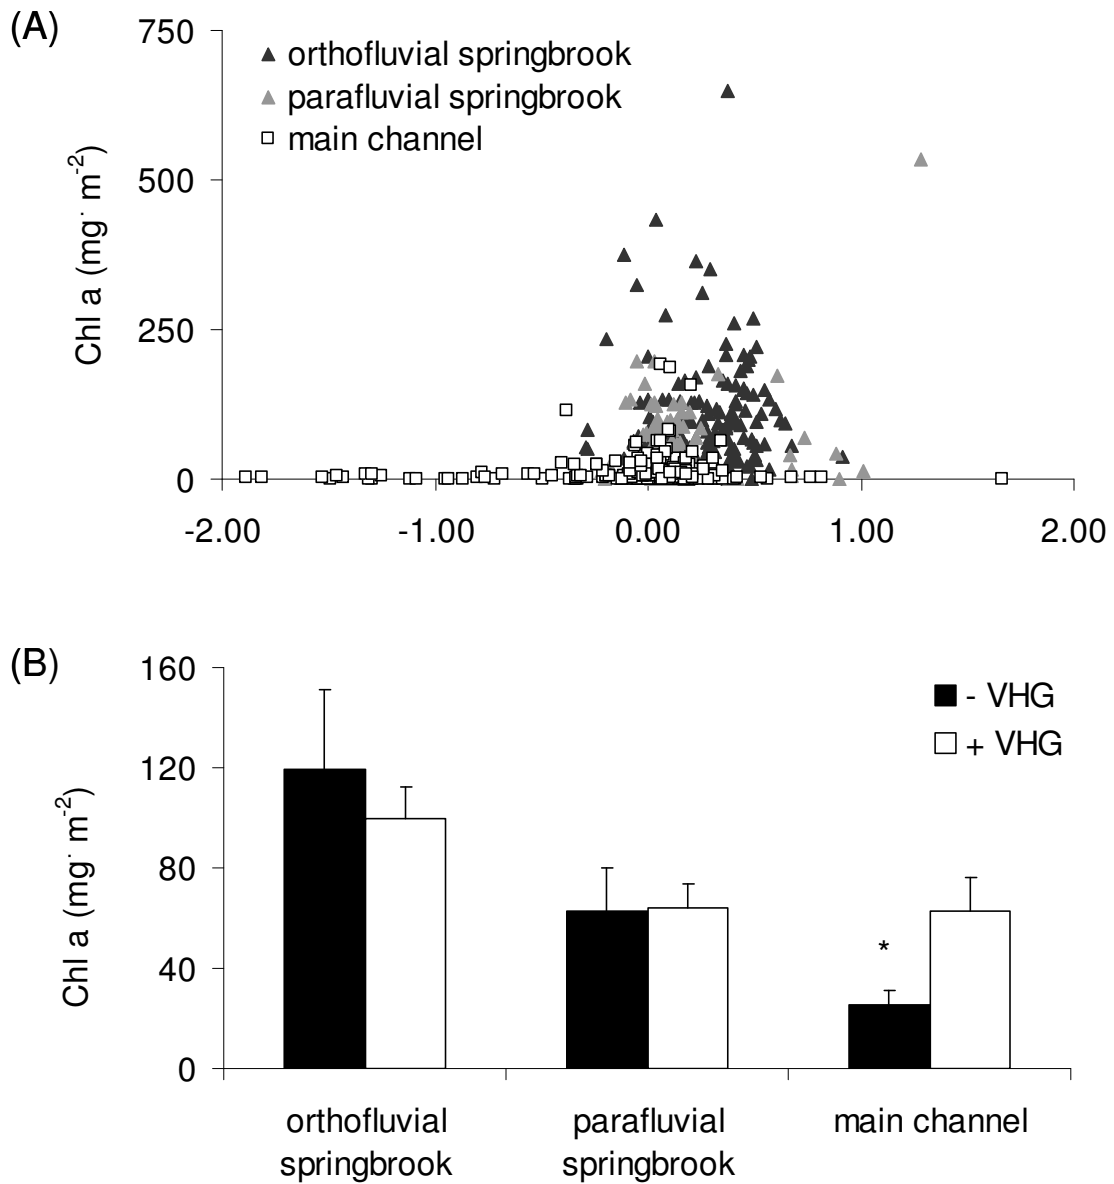 (A)
Chl a (mg· m-2)
750
500
250
0
orthofluvial springbrook
parafluvial springbrook
main channel
-2.00 -1.00 0.00 1.00 2.00
(B)
Chl a (mg· m-2)
160
120
80
40
0
- VHG
+ VHG
*
orthofluvial
springbrook
parafluvial
springbrook
main channel